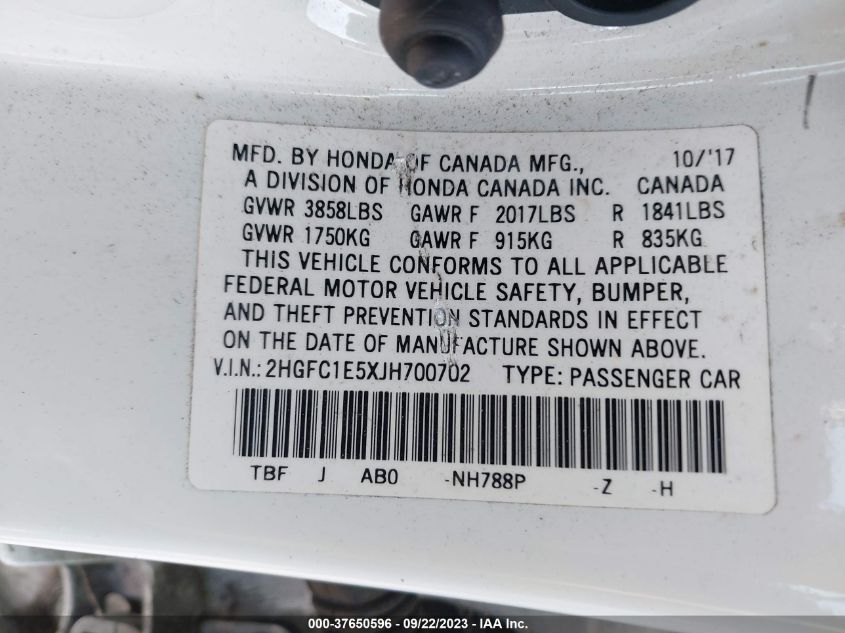 MFD. BY HONDA OF CANADA MFG., 10/'17
A DIVISION OF HONDA CANADA INC. CANADA
GVWR 3858LBS GAWR F 2017LBS R 1841LBS
GVWR 1750KG GAWR F 915KG R 835KG
THIS VEHICLE CONFORMS TO ALL APPLICABLE
FEDERAL MOTOR VEHICLE SAFETY, BUMPER,
AND THEFT PREVENTION STANDARDS IN EFFECT
ON THE DATE OF MANUFACTURE SHOWN ABOVE.
V.I.N.: 2HGFC1E5XJH700702 TYPE: PASSENGER CAR
TBF J AB0 -NH788P -Z -H
000-37650596 - 09/22/2023 - IAA Inc.